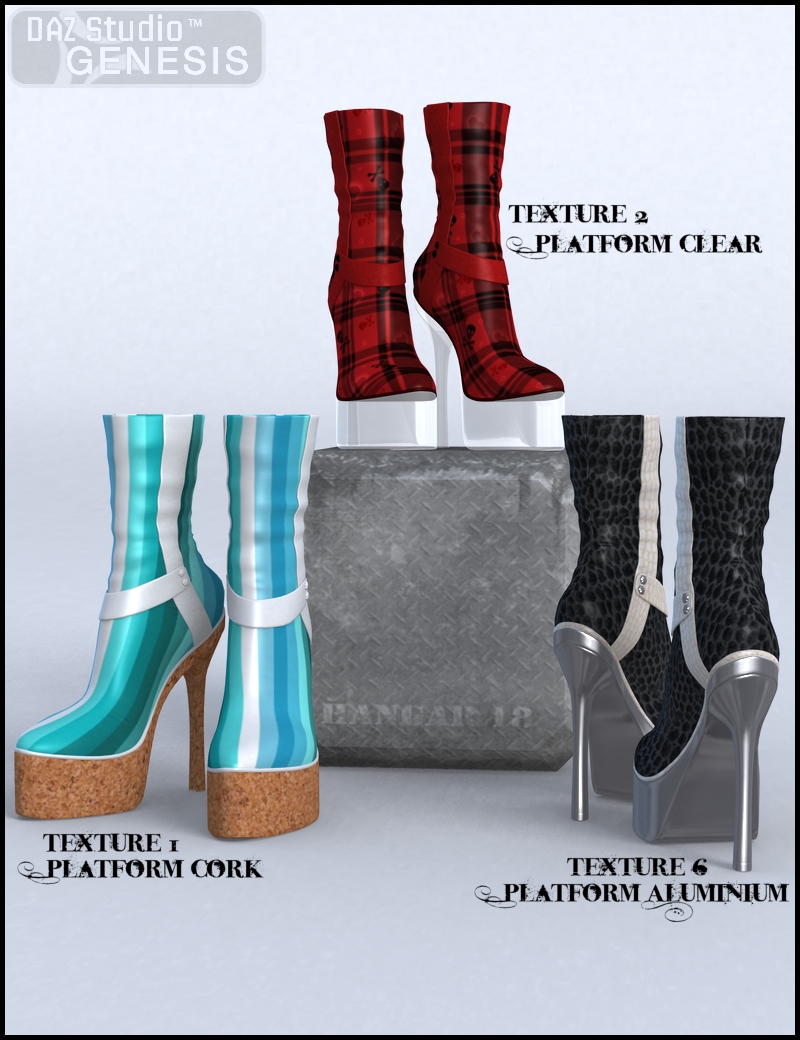 DAZ Studio™
GENESIS
TEXTURE 2
PLATFORM CLEAR
HANGAR 18
TEXTURE 1
PLATFORM CORK
TEXTURE 6
PLATFORM ALUMINIUM